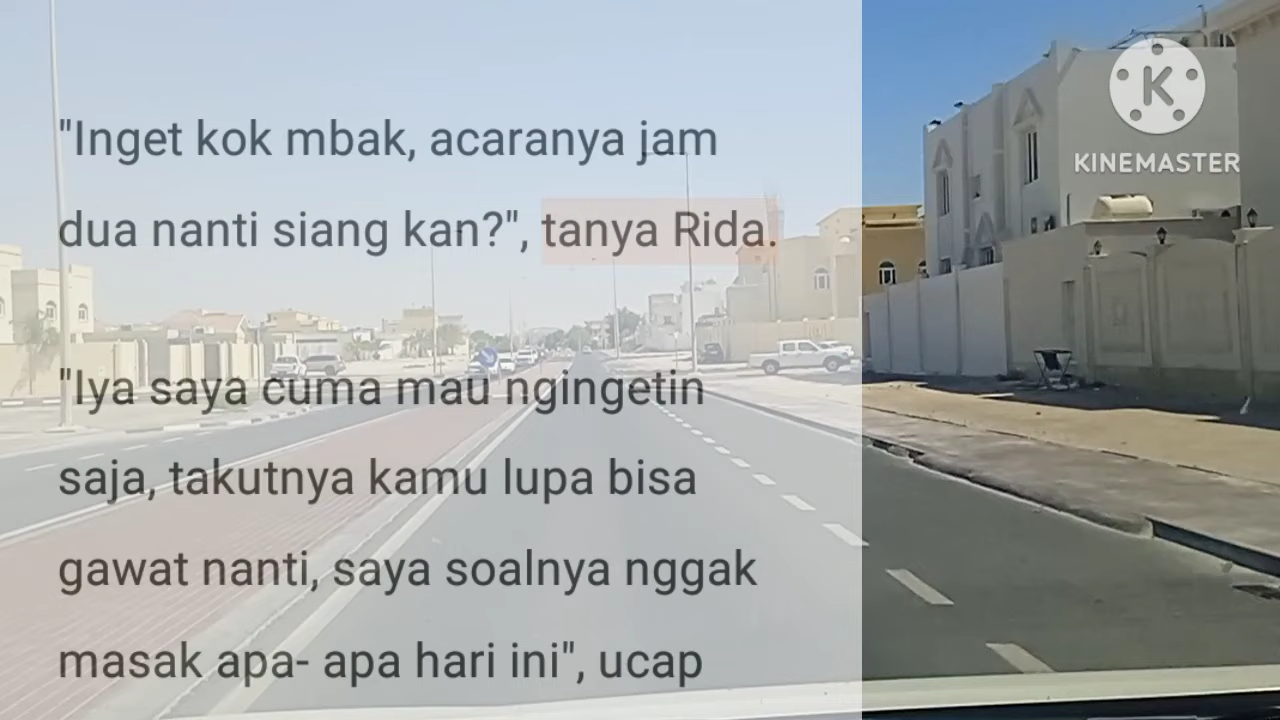 "Inget kok mbak, acaranya jam
dua nanti siang kan?", tanya Rida.
"Iya saya cuma mau ngingetin
saja, takutnya kamu lupa bisa
gawat nanti, saya soalnya nggak
masak apa- apa hari ini", ucap
K
KINEMASTER